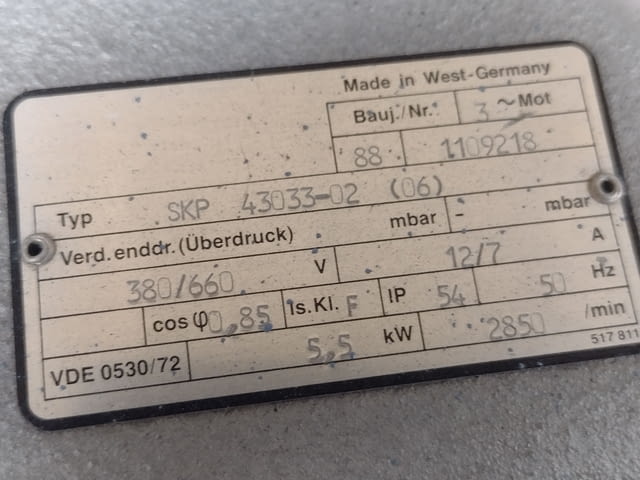 Made in West-Germany
Bauj./Nr. 3 ~ Mot
88 1109218
Typ SKP 43033-02 (06)
Verd.enddr.(Überdruck) mbar - mbar
380/660 V 12/7 A
cos φ 0,85 Is.Kl. F IP 54 50 Hz
VDE 0530/72 5,5 kW 2850 /min
517 811